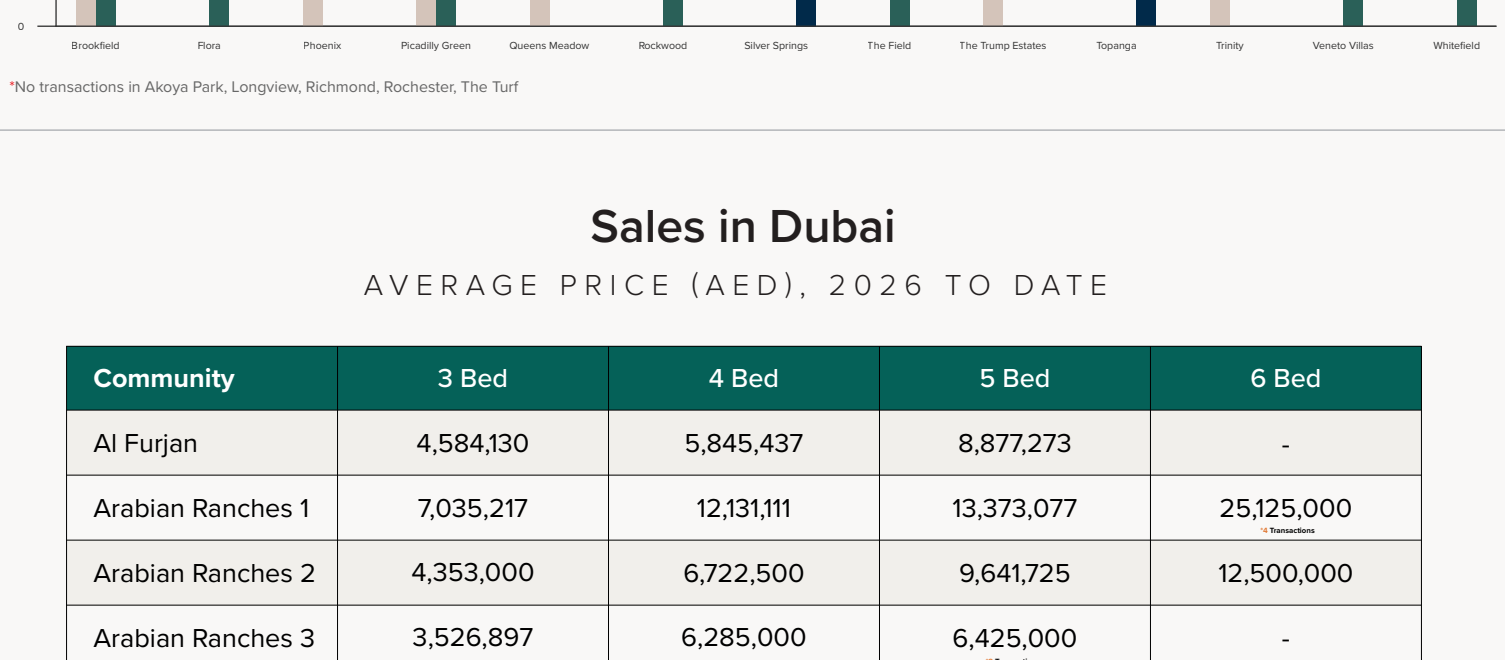 0
Brookfield Flora Phoenix Picadilly Green Queens Meadow Rockwood Silver Springs The Field The Trump Estates Topanga Trinity Veneto Villas Whitefield
*No transactions in Akoya Park, Longview, Richmond, Rochester, The Turf
Sales in Dubai
AVERAGE PRICE (AED), 2026 TO DATE
Community 3 Bed 4 Bed 5 Bed 6 Bed
Al Furjan 4,584,130 5,845,437 8,877,273 -
Arabian Ranches 1 7,035,217 12,131,111 13,373,077 25,125,000
*4 Transactions
Arabian Ranches 2 4,353,000 6,722,500 9,641,725 12,500,000
Arabian Ranches 3 3,526,897 6,285,000 6,425,000 -